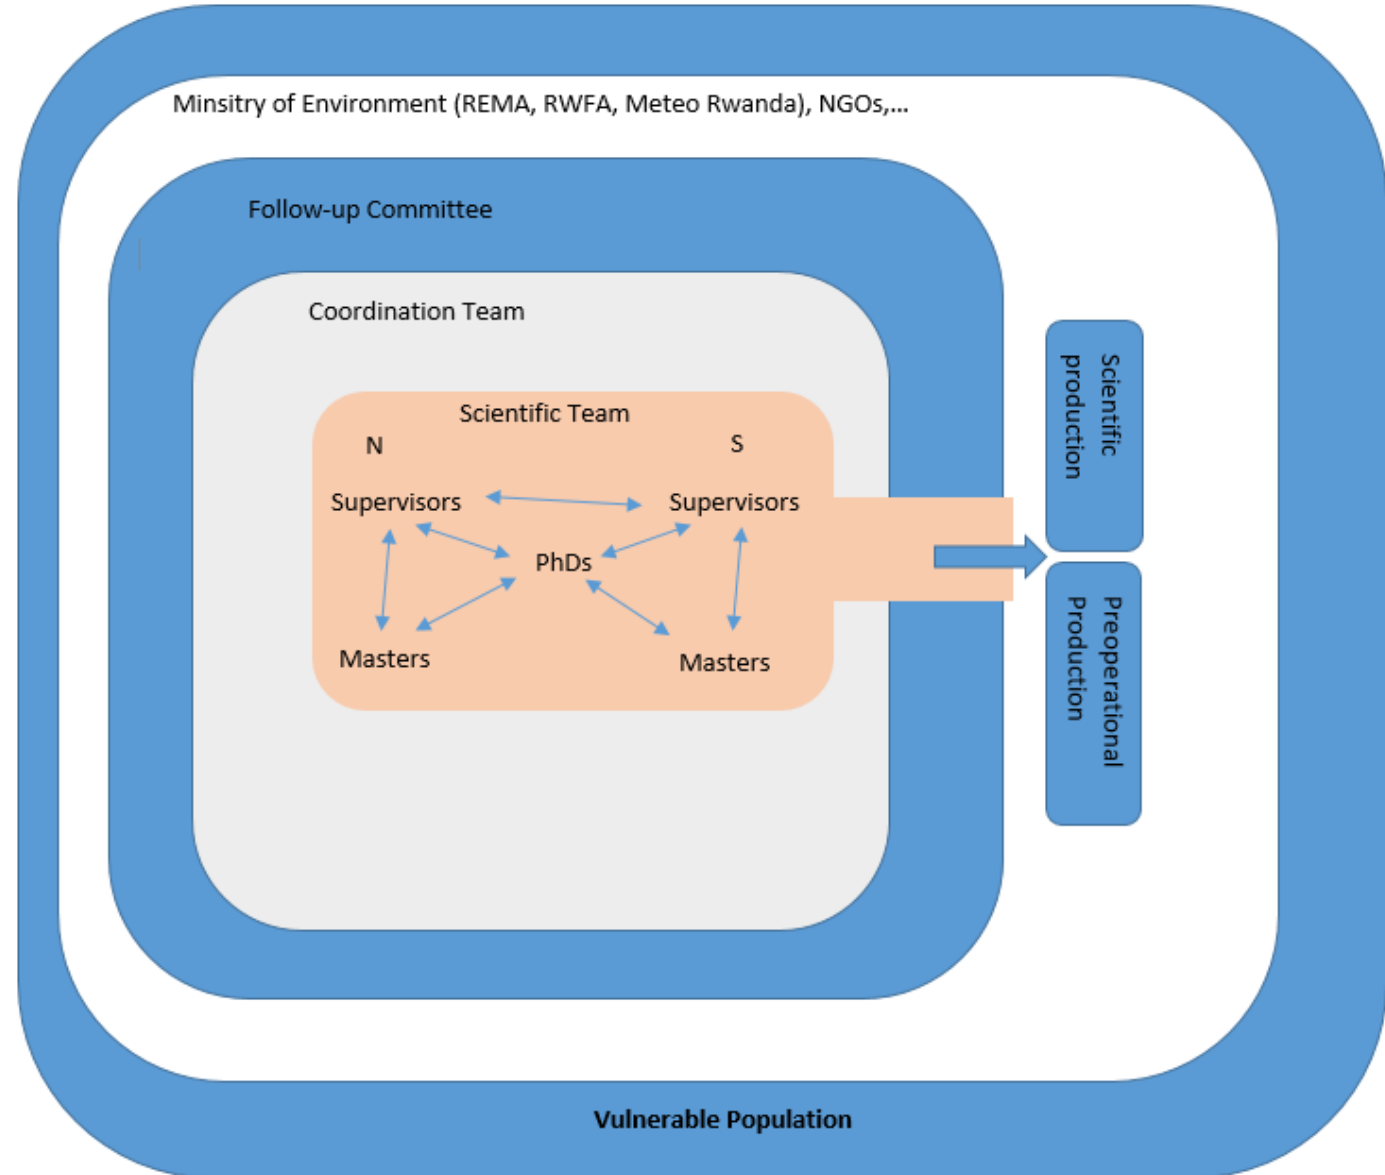 Minsitry of Environment (REMA, RWFA, Meteo Rwanda), NGOs,...
Follow-up Committee
Coordination Team
Scientific Team
N
S
Supervisors
Supervisors
PhDs
Masters
Masters
Scientific
production
Preoperational
Production
Vulnerable Population